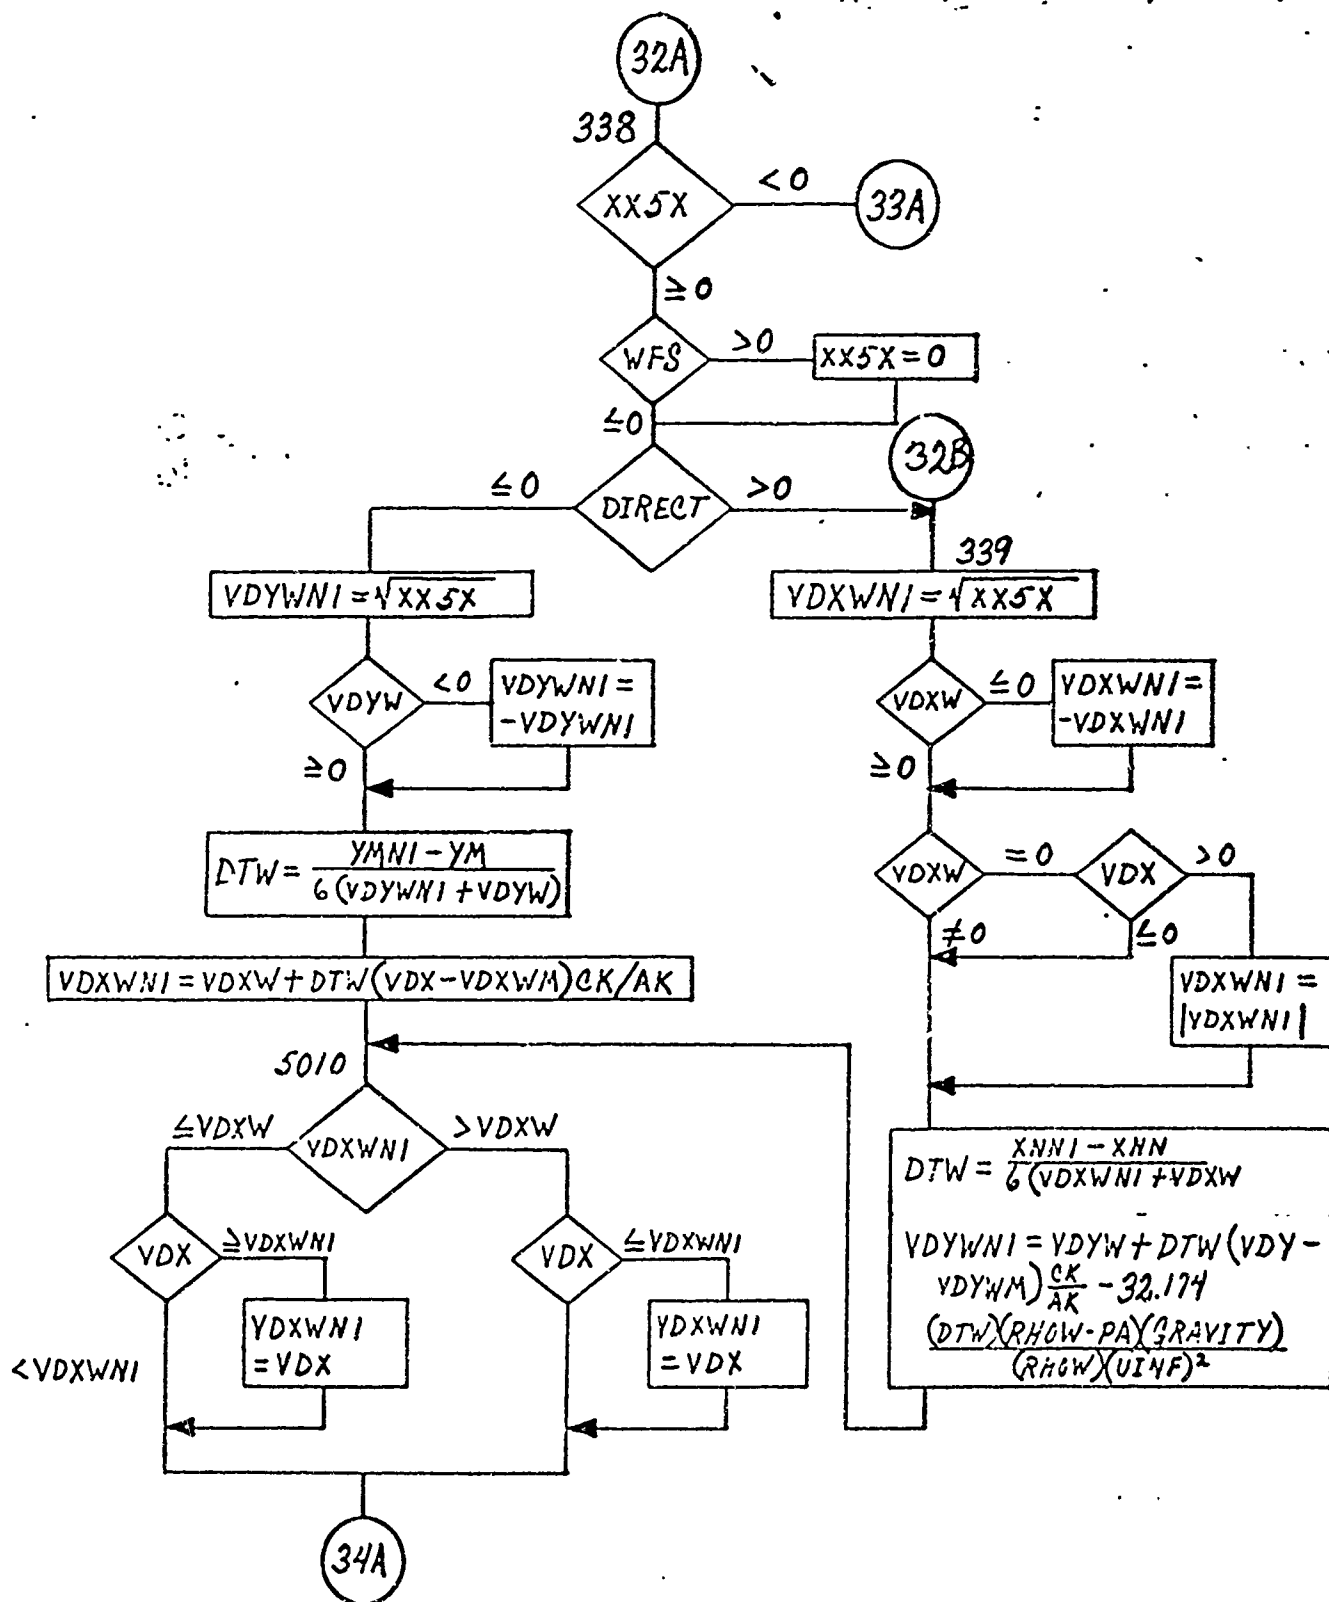 32A
338
XX5X
<0
33A
≧0
WFS
>0
XX5X = 0
≦0
32B
≦0
DIRECT
>0
339
VDYWN1 = √XX5X
VDXWN1 = √XX5X
VDYW
<0
VDYWN1 =
-VDYWN1
≧0
VDXW
≦0
VDXWN1 =
-VDXWN1
≧0
DTW = YMN1 - YM
6(VDYWN1 + VDYW)
VDXW
=0
VDX
>0
≠0
≦0
VDXWN1 = VDXW + DTW(VDX - VDXWM)CK/AK
VDXWN1 =
|VDXWN1|
5010
≦VDXW
VDXWN1
>VDXW
DTW = XNN1 - XNN
6(VDXWN1 + VDXW
VDX
≧VDXWN1
VDX
≦VDXWN1
VDYWN1 = VDYW + DTW(VDY -
VDYWM) CK/AK - 32.174
(DTW)(RHOW-PA)(GRAVITY)
(RHOW)(UINF)²
VDXWN1
= VDX
<VDXWN1
VDXWN1
= VDX
34A